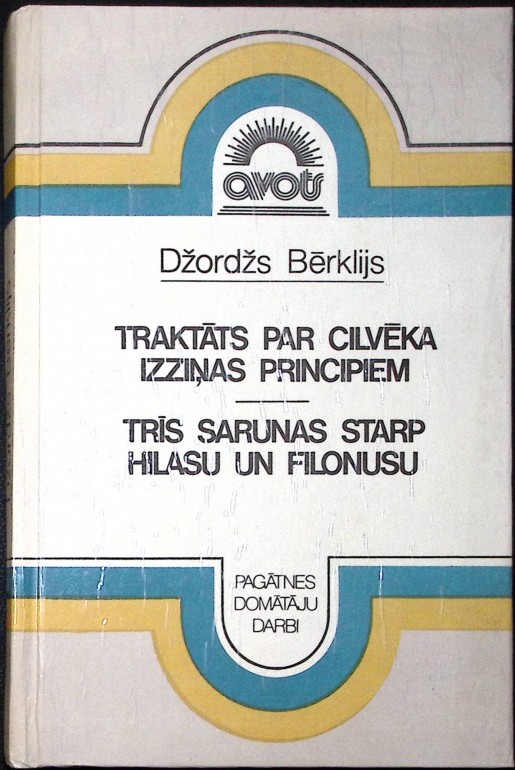 avots
Džordžs Bērklijs
TRAKTĀTS PAR CILVĒKA
IZZIŅAS PRINCIPIEM
TRĪS SARUNAS STARP
HILASU UN FILONUSU
PAGĀTNES
DOMĀTĀJU
DARBI